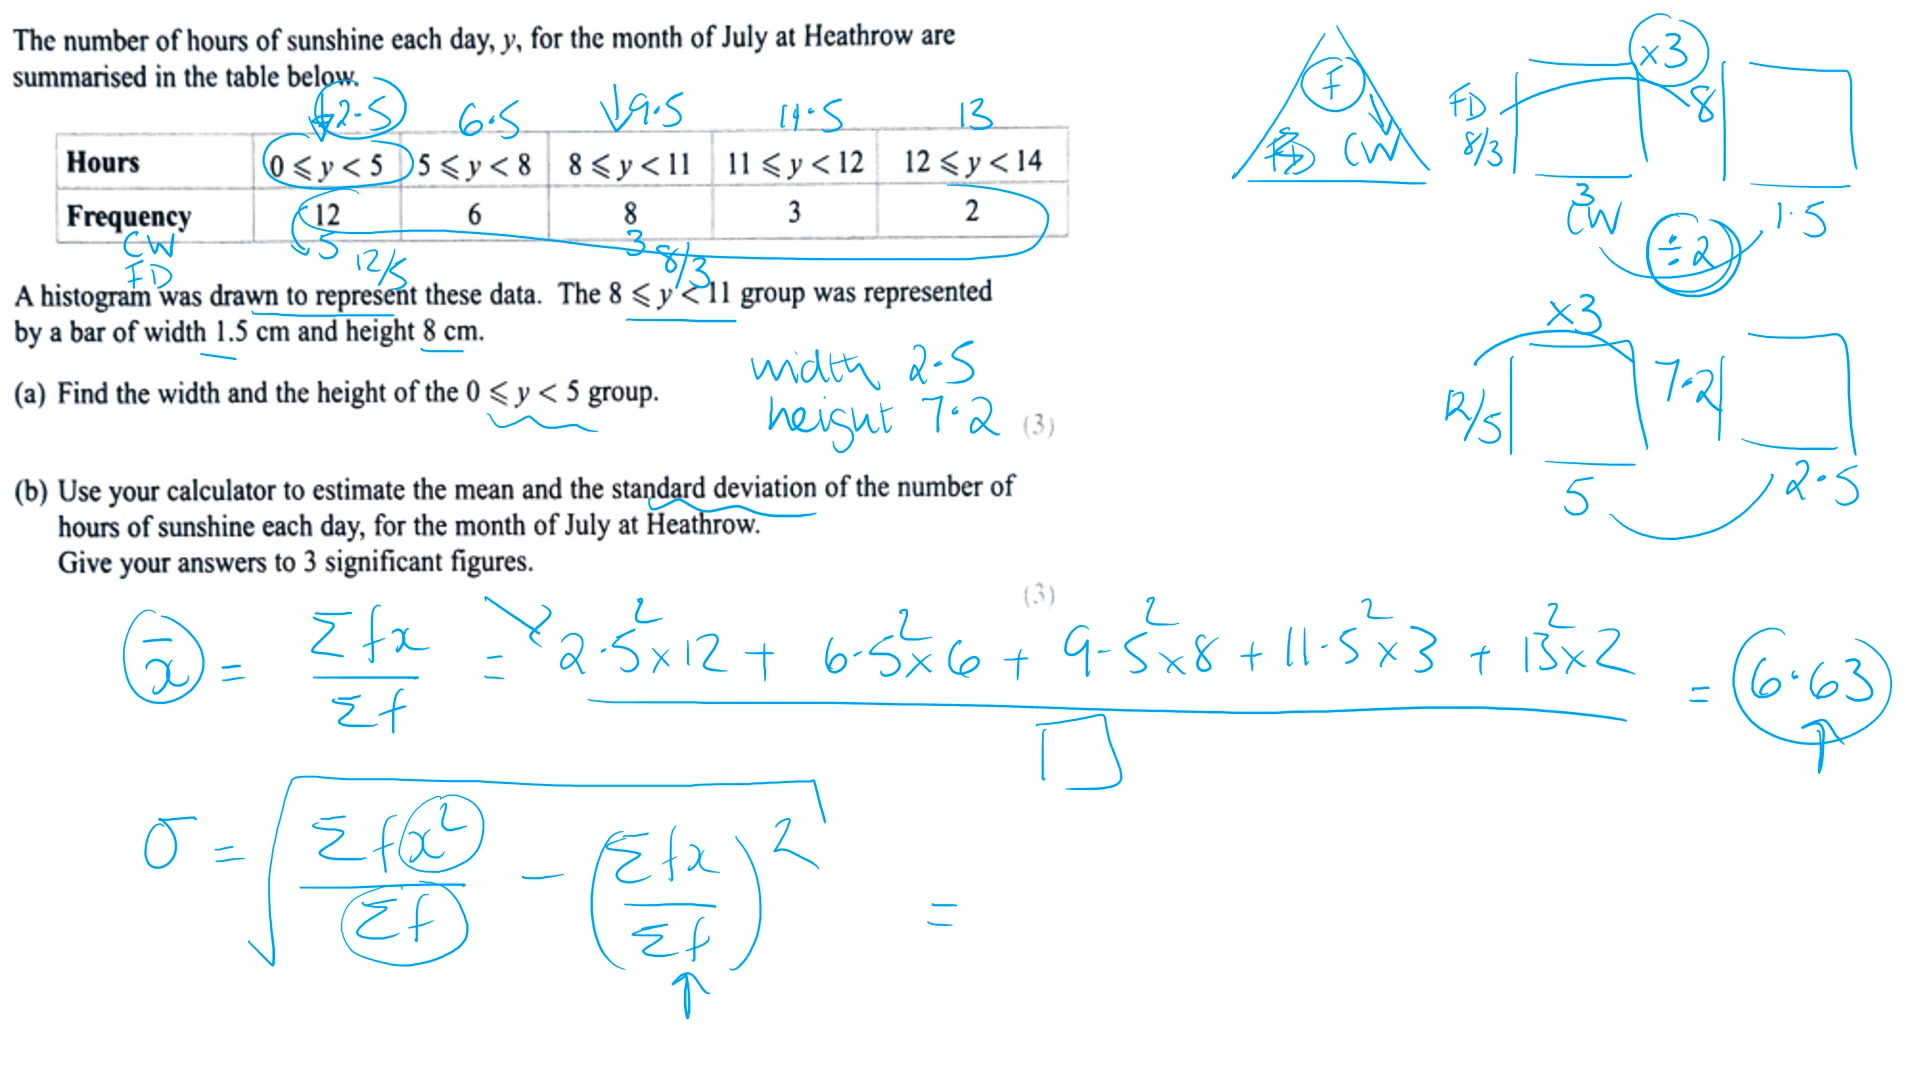 The number of hours of sunshine each day, y, for the month of July at Heathrow are
summarised in the table below.
2.5 6.5 9.5 11.5 13
Hours 0 ⩽ y < 5 5 ⩽ y < 8 8 ⩽ y < 11 11 ⩽ y < 12 12 ⩽ y < 14
Frequency 12 6 8 3 2
CW 5 3
FD 12/5 8/3
A histogram was drawn to represent these data. The 8 ⩽ y < 11 group was represented
by a bar of width 1.5 cm and height 8 cm.
(a) Find the width and the height of the 0 ⩽ y < 5 group.
width 2.5
height 7.2
(3)
(b) Use your calculator to estimate the mean and the standard deviation of the number of
hours of sunshine each day, for the month of July at Heathrow.
Give your answers to 3 significant figures.
(3)
x̄ = Σfx / Σf = 2.5² × 12 + 6.5² × 6 + 9.5² × 8 + 11.5² × 3 + 13² × 2 / □ = 6.63
σ = √(Σfx² / Σf − (Σfx / Σf)²) =
F
FD CW
×3
FD 8
8/3
3 1.5
CW
÷2
×3
12/5 7.2
5 2.5